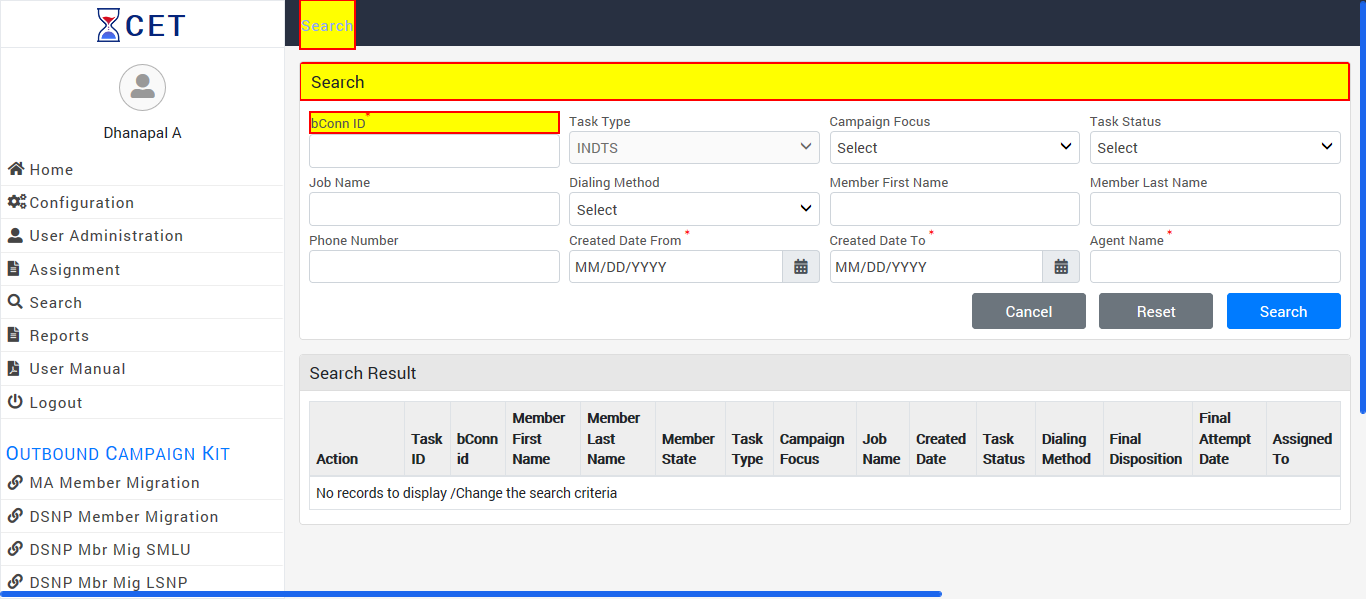 CET
Dhanapal A
Home
Configuration
User Administration
Assignment
Search
Reports
User Manual
Logout
OUTBOUND CAMPAIGN KIT
MA Member Migration
DSNP Member Migration
DSNP Mbr Mig SMLU
DSNP Mbr Mig LSNP
Search
Search
bConn ID *
Task Type
Campaign Focus
Task Status
INDTS
Select
Select
Job Name
Dialing Method
Member First Name
Member Last Name
Select
Phone Number
Created Date From *
Created Date To *
Agent Name *
MM/DD/YYYY
MM/DD/YYYY
Cancel
Reset
Search
Search Result
Action
Task ID
bConn id
Member First Name
Member Last Name
Member State
Task Type
Campaign Focus
Job Name
Created Date
Task Status
Dialing Method
Final Disposition
Final Attempt Date
Assigned To
No records to display /Change the search criteria